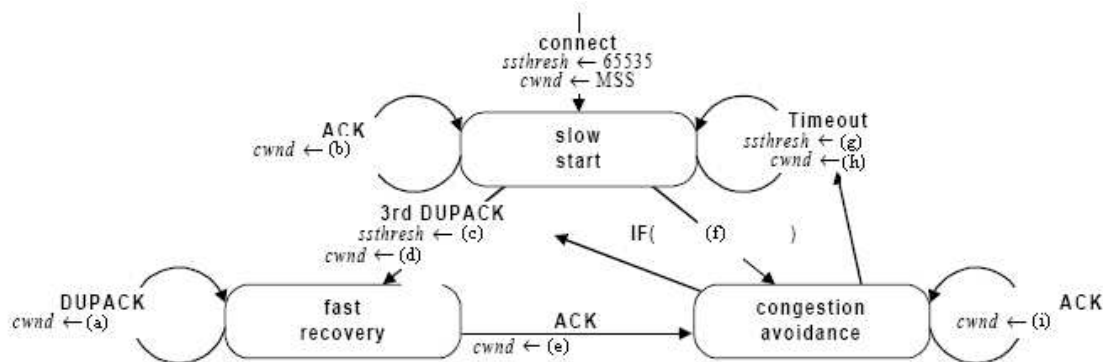 connect
ssthresh ← 65535
cwnd ← MSS
ACK
cwnd ← (b)
slow
start
Timeout
ssthresh ← (g)
cwnd ← (h)
3rd DUPACK
ssthresh ← (c)
cwnd ← (d)
IF( (f) )
DUPACK
cwnd ← (a)
fast
recovery
ACK
cwnd ← (e)
congestion
avoidance
ACK
cwnd ← (i)